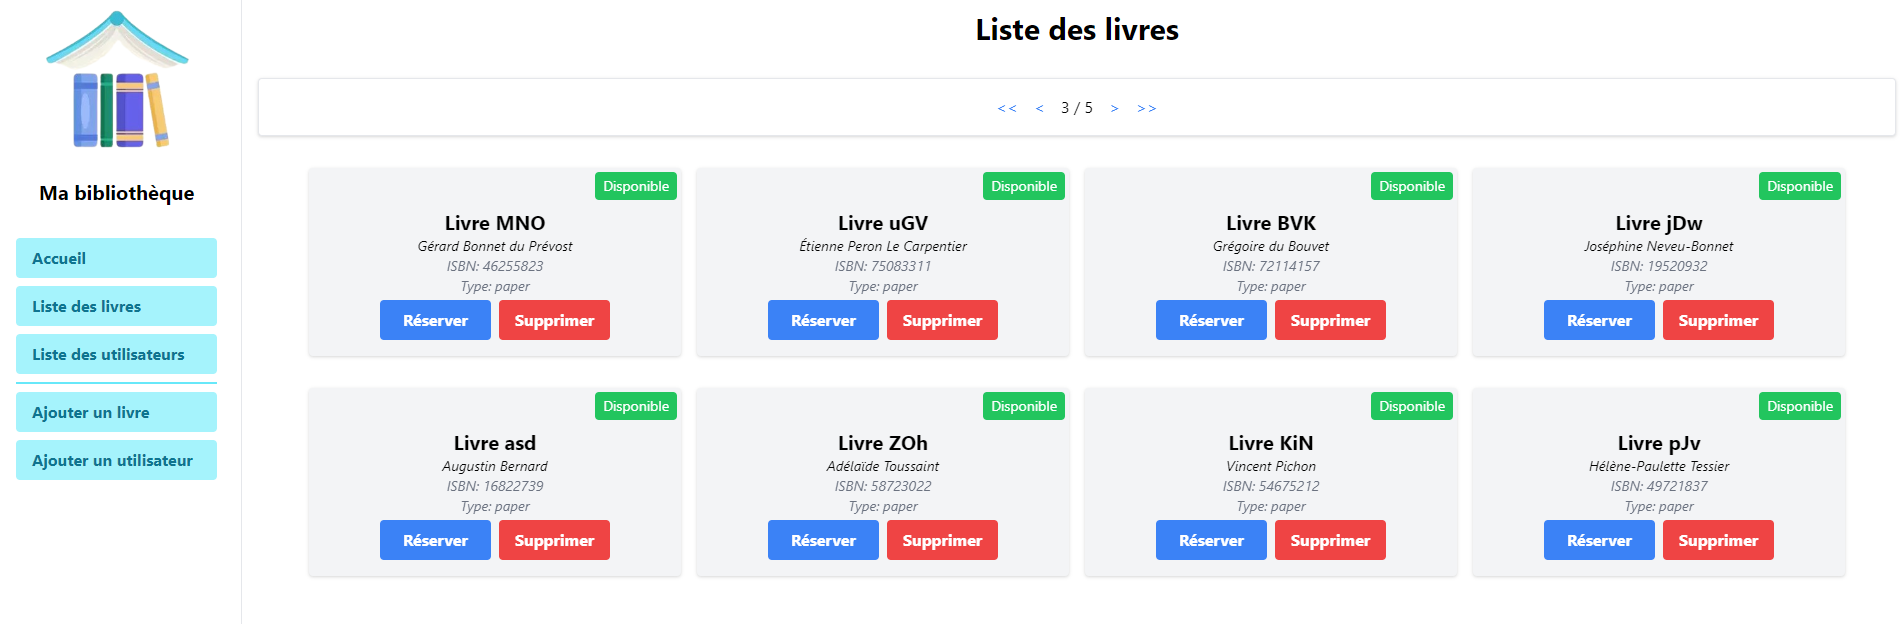 Liste des livres
<< < 3 / 5 > >>
Ma bibliothèque
Accueil
Liste des livres
Liste des utilisateurs
Ajouter un livre
Ajouter un utilisateur
Disponible
Livre MNO
Gérard Bonnet du Prévost
ISBN: 46255823
Type: paper
Réserver Supprimer
Disponible
Livre uGV
Étienne Peron Le Carpentier
ISBN: 75083311
Type: paper
Réserver Supprimer
Disponible
Livre BVK
Grégoire du Bouvet
ISBN: 72114157
Type: paper
Réserver Supprimer
Disponible
Livre jDw
Joséphine Neveu-Bonnet
ISBN: 19520932
Type: paper
Réserver Supprimer
Disponible
Livre asd
Augustin Bernard
ISBN: 16822739
Type: paper
Réserver Supprimer
Disponible
Livre ZOh
Adélaïde Toussaint
ISBN: 58723022
Type: paper
Réserver Supprimer
Disponible
Livre KiN
Vincent Pichon
ISBN: 54675212
Type: paper
Réserver Supprimer
Disponible
Livre pJv
Hélène-Paulette Tessier
ISBN: 49721837
Type: paper
Réserver Supprimer